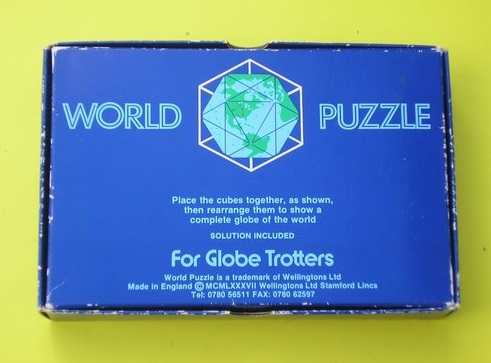 WORLD PUZZLE
Place the cubes together, as shown,
then rearrange them to show a
complete globe of the world
SOLUTION INCLUDED
For Globe Trotters
World Puzzle is a trademark of Wellingtons Ltd
Made in England © MCMLXXXVII Wellingtons Ltd Stamford Lincs
Tel: 0780 56511 FAX: 0780 62597